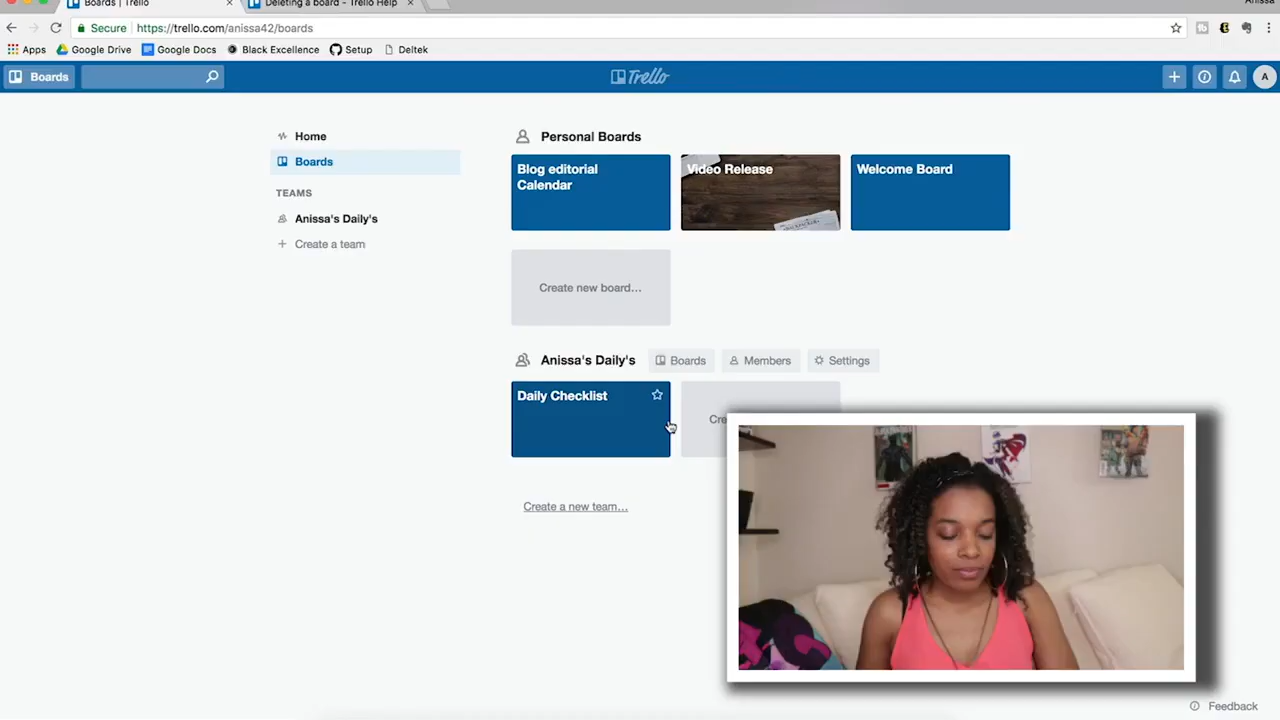 Boards | Trello
Deleting a board - Trello Help
Anissa
Secure
https://trello.com/anissa42/boards
Apps
Google Drive
Google Docs
Black Excellence
Setup
Deltek
Boards
Trello
A
Home
Boards
TEAMS
Anissa's Daily's
Create a team
Personal Boards
Blog editorial
Calendar
Video Release
Welcome Board
Create new board…
Anissa's Daily's
Boards
Members
Settings
Daily Checklist
Cre
Create a new team…
Feedback